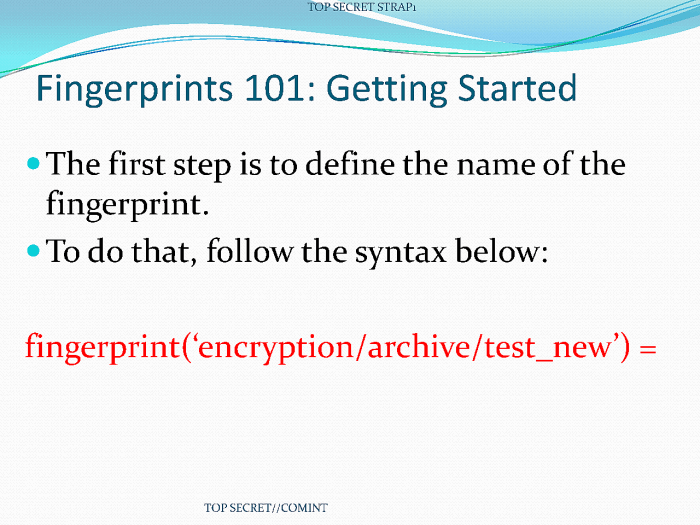 TOP SECRET STRAP1
Fingerprints 101: Getting Started
The first step is to define the name of the
fingerprint.
To do that, follow the syntax below:
fingerprint(‘encryption/archive/test_new’) =
TOP SECRET//COMINT